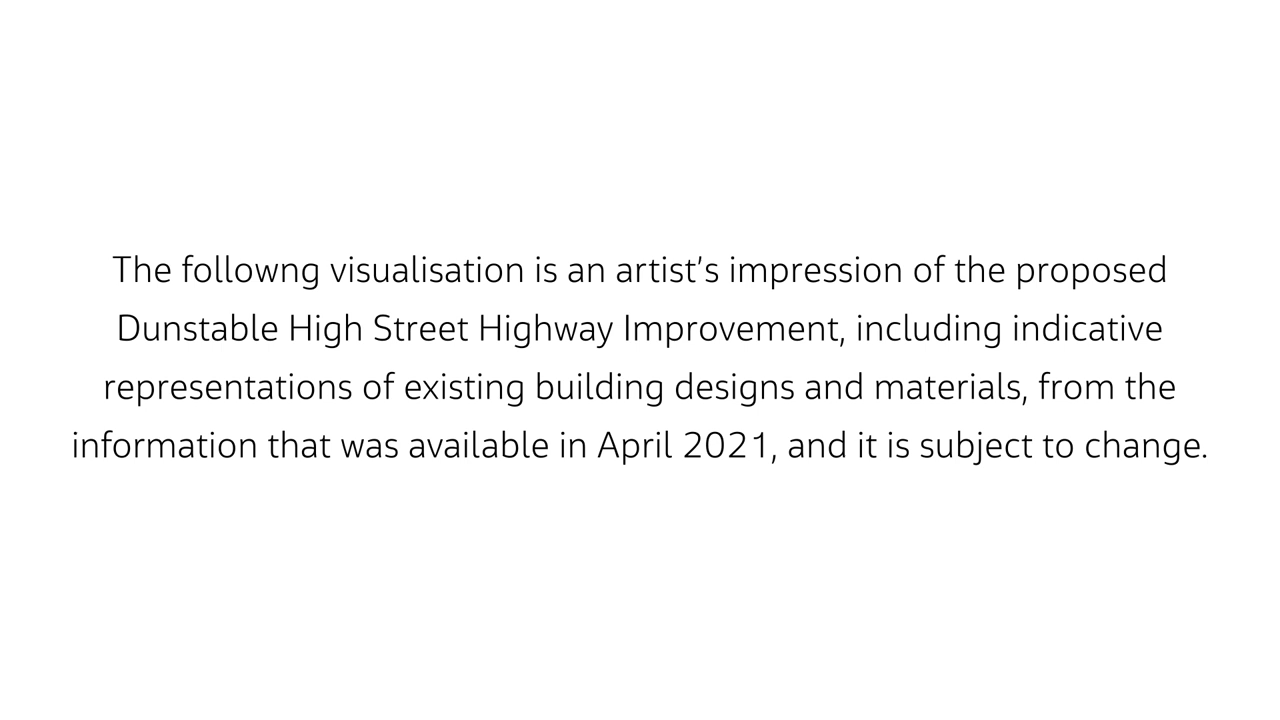 The followng visualisation is an artist’s impression of the proposed
Dunstable High Street Highway Improvement, including indicative
representations of existing building designs and materials, from the
information that was available in April 2021, and it is subject to change.